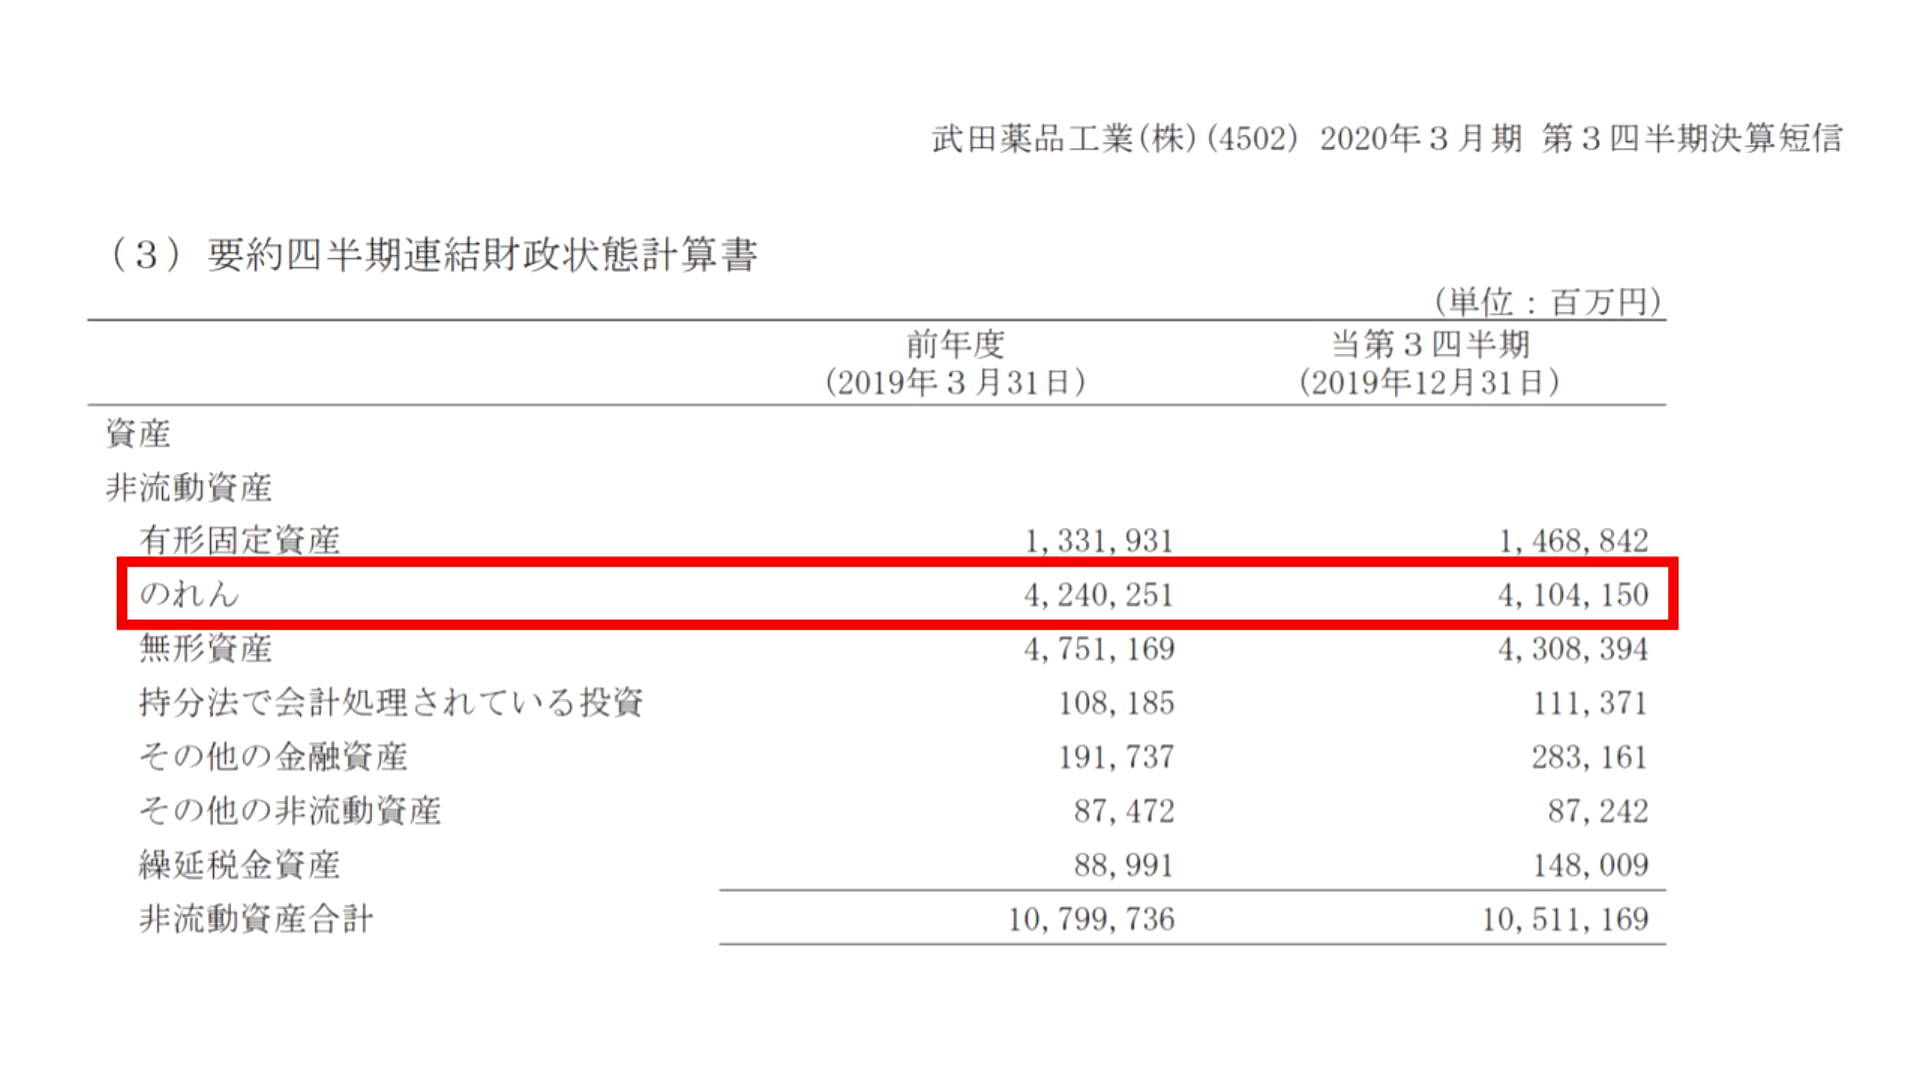 武田薬品工業(株)(4502) 2020年３月期 第３四半期決算短信
（３）要約四半期連結財政状態計算書
(単位：百万円)
前年度 当第３四半期
(2019年３月31日) (2019年12月31日)
資産
非流動資産
有形固定資産 1,331,931 1,468,842
のれん 4,240,251 4,104,150
無形資産 4,751,169 4,308,394
持分法で会計処理されている投資 108,185 111,371
その他の金融資産 191,737 283,161
その他の非流動資産 87,472 87,242
繰延税金資産 88,991 148,009
非流動資産合計 10,799,736 10,511,169